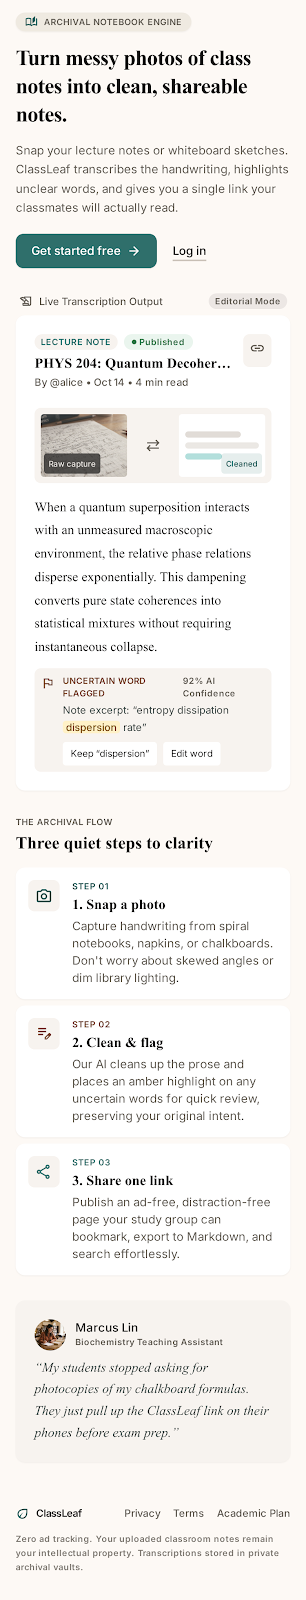 ARCHIVAL NOTEBOOK ENGINE
Turn messy photos of class
notes into clean, shareable
notes.
Snap your lecture notes or whiteboard sketches.
ClassLeaf transcribes the handwriting, highlights
unclear words, and gives you a single link your
classmates will actually read.
Get started free →
Log in
Live Transcription Output
Editorial Mode
LECTURE NOTE
• Published
PHYS 204: Quantum Decoher...
By @alice • Oct 14 • 4 min read
Raw capture
Cleaned
When a quantum superposition interacts
with an unmeasured macroscopic
environment, the relative phase relations
disperse exponentially. This dampening
converts pure state coherences into
statistical mixtures without requiring
instantaneous collapse.
UNCERTAIN WORD
FLAGGED
92% AI
Confidence
Note excerpt: “entropy dissipation
dispersion rate”
Keep “dispersion”
Edit word
THE ARCHIVAL FLOW
Three quiet steps to clarity
STEP 01
1. Snap a photo
Capture handwriting from spiral
notebooks, napkins, or chalkboards.
Don't worry about skewed angles or
dim library lighting.
STEP 02
2. Clean & flag
Our AI cleans up the prose and
places an amber highlight on any
uncertain words for quick review,
preserving your original intent.
STEP 03
3. Share one link
Publish an ad-free, distraction-free
page your study group can
bookmark, export to Markdown, and
search effortlessly.
Marcus Lin
Biochemistry Teaching Assistant
“My students stopped asking for
photocopies of my chalkboard formulas.
They just pull up the ClassLeaf link on their
phones before exam prep.”
ClassLeaf
Privacy
Terms
Academic Plan
Zero ad tracking. Your uploaded classroom notes remain
your intellectual property. Transcriptions stored in private
archival vaults.